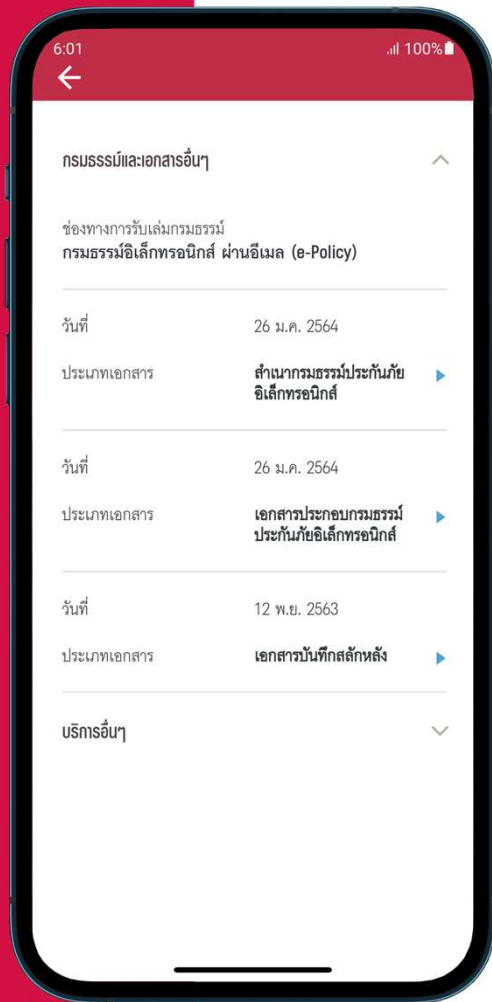 6:01
100%
กรมธรรม์และเอกสารอื่นๆ
ช่องทางการรับเล่มกรมธรรม์
กรมธรรม์อิเล็กทรอนิกส์ ผ่านอีเมล (e-Policy)
วันที่ 26 ม.ค. 2564
ประเภทเอกสาร สำเนากรมธรรม์ประกันภัย
อิเล็กทรอนิกส์
วันที่ 26 ม.ค. 2564
ประเภทเอกสาร เอกสารประกอบกรมธรรม์
ประกันภัยอิเล็กทรอนิกส์
วันที่ 12 พ.ย. 2563
ประเภทเอกสาร เอกสารบันทึกสลักหลัง
บริการอื่นๆ